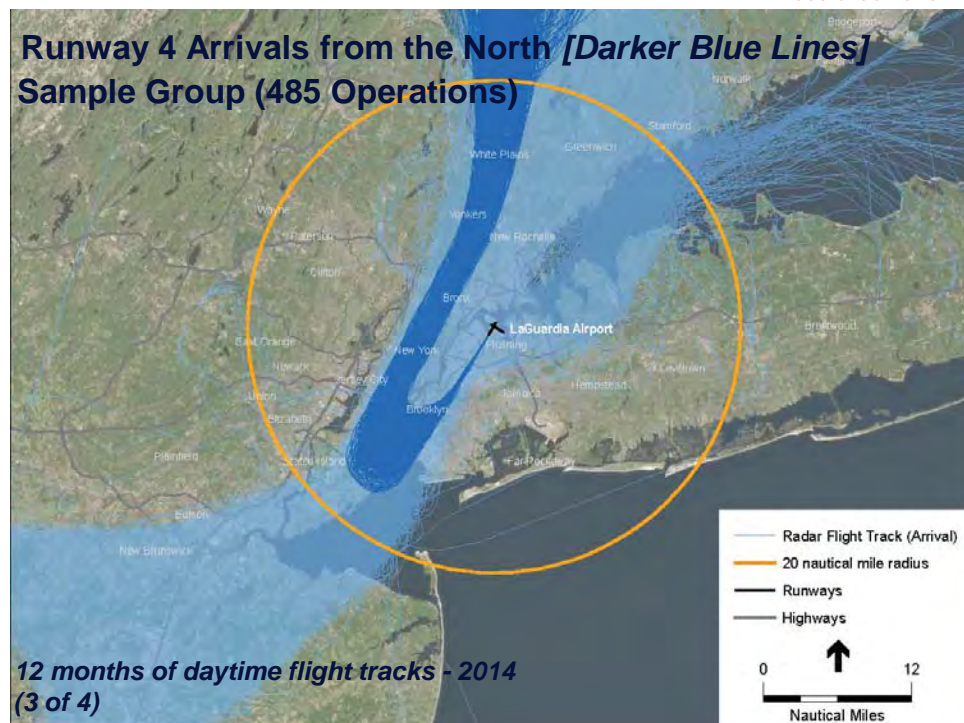 Runway 4 Arrivals from the North [Darker Blue Lines]
Sample Group (485 Operations)
Bridgeport
Norwalk
Stamford
Greenwich
White Plains
Wayne
Yonkers
Paterson
New Rochelle
Clifton
Bronx
LaGuardia Airport
Flushing
Brentwood
East Orange
New York
Newark
Levittown
Jersey City
Hempstead
Jamaica
Union
Brooklyn
Elizabeth
Plainfield
Staten Island
Far Rockaway
Edison
New Brunswick
Radar Flight Track (Arrival)
20 nautical mile radius
Runways
Highways
0 12
Nautical Miles
12 months of daytime flight tracks - 2014
(3 of 4)